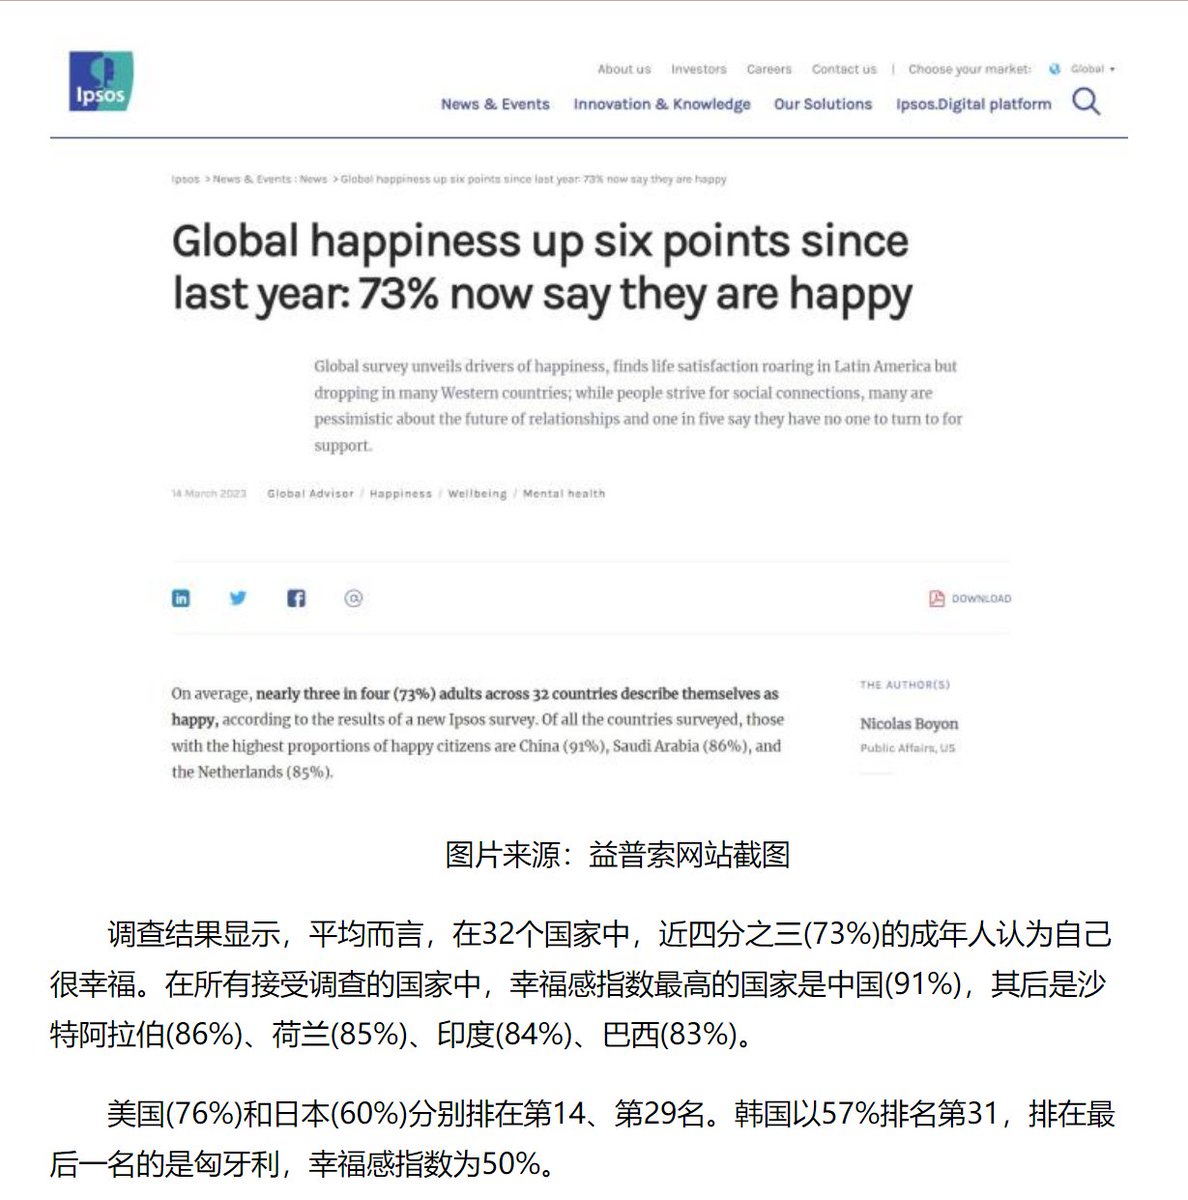 Ipsos
About us Investors Careers Contact us | Choose your market: Global
News & Events Innovation & Knowledge Our Solutions Ipsos.Digital platform
Ipsos > News & Events : News > Global happiness up six points since last year: 73% now say they are happy
Global happiness up six points since
last year: 73% now say they are happy
Global survey unveils drivers of happiness, finds life satisfaction roaring in Latin America but
dropping in many Western countries; while people strive for social connections, many are
pessimistic about the future of relationships and one in five say they have no one to turn to for
support.
14 March 2023 Global Advisor / Happiness / Wellbeing / Mental health
in
DOWNLOAD
On average, nearly three in four (73%) adults across 32 countries describe themselves as
happy, according to the results of a new Ipsos survey. Of all the countries surveyed, those
with the highest proportions of happy citizens are China (91%), Saudi Arabia (86%), and
the Netherlands (85%).
THE AUTHOR(S)
Nicolas Boyon
Public Affairs, US
图片来源：益普索网站截图
调查结果显示，平均而言，在32个国家中，近四分之三(73%)的成年人认为自己
很幸福。在所有接受调查的国家中，幸福感指数最高的国家是中国(91%)，其后是沙
特阿拉伯(86%)、荷兰(85%)、印度(84%)、巴西(83%)。
美国(76%)和日本(60%)分别排在第14、第29名。韩国以57%排名第31，排在最
后一名的是匈牙利，幸福感指数为50%。